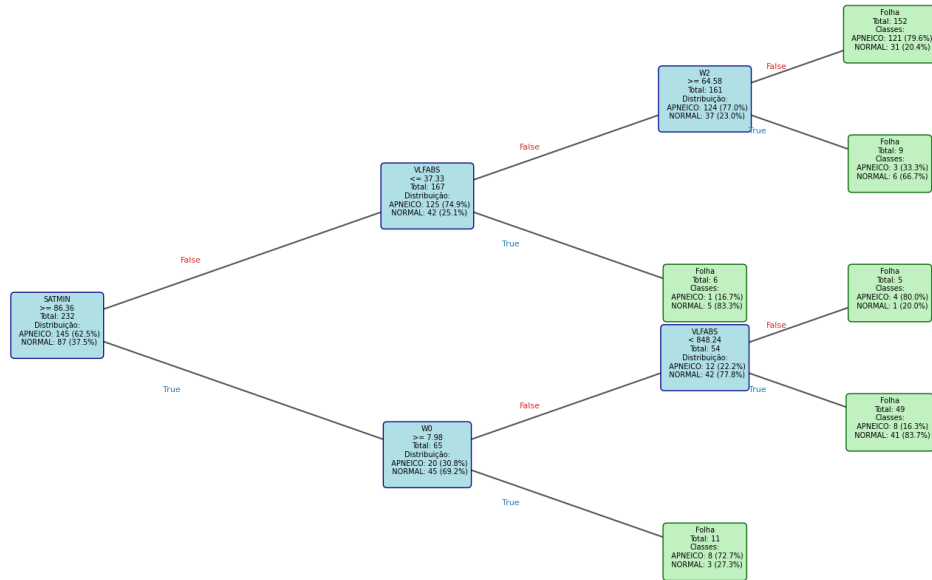 Folha
Total: 152
Classes:
APNEICO: 121 (79.6%)
NORMAL: 31 (20.4%)
False
W2
>= 64.58
Total: 161
Distribuição:
APNEICO: 124 (77.0%)
NORMAL: 37 (23.0%)
True
False
Folha
Total: 9
Classes:
APNEICO: 3 (33.3%)
NORMAL: 6 (66.7%)
VLFABS
<= 37.33
Total: 167
Distribuição:
APNEICO: 125 (74.9%)
NORMAL: 42 (25.1%)
True
False
Folha
Total: 6
Classes:
APNEICO: 1 (16.7%)
NORMAL: 5 (83.3%)
Folha
Total: 5
Classes:
APNEICO: 4 (80.0%)
NORMAL: 1 (20.0%)
SATMIN
>= 86.36
Total: 232
Distribuição:
APNEICO: 145 (62.5%)
NORMAL: 87 (37.5%)
False
VLFABS
< 848.24
Total: 54
Distribuição:
APNEICO: 12 (22.2%)
NORMAL: 42 (77.8%)
True
True
False
Folha
Total: 49
Classes:
APNEICO: 8 (16.3%)
NORMAL: 41 (83.7%)
W0
>= 7.98
Total: 65
Distribuição:
APNEICO: 20 (30.8%)
NORMAL: 45 (69.2%)
True
Folha
Total: 11
Classes:
APNEICO: 8 (72.7%)
NORMAL: 3 (27.3%)